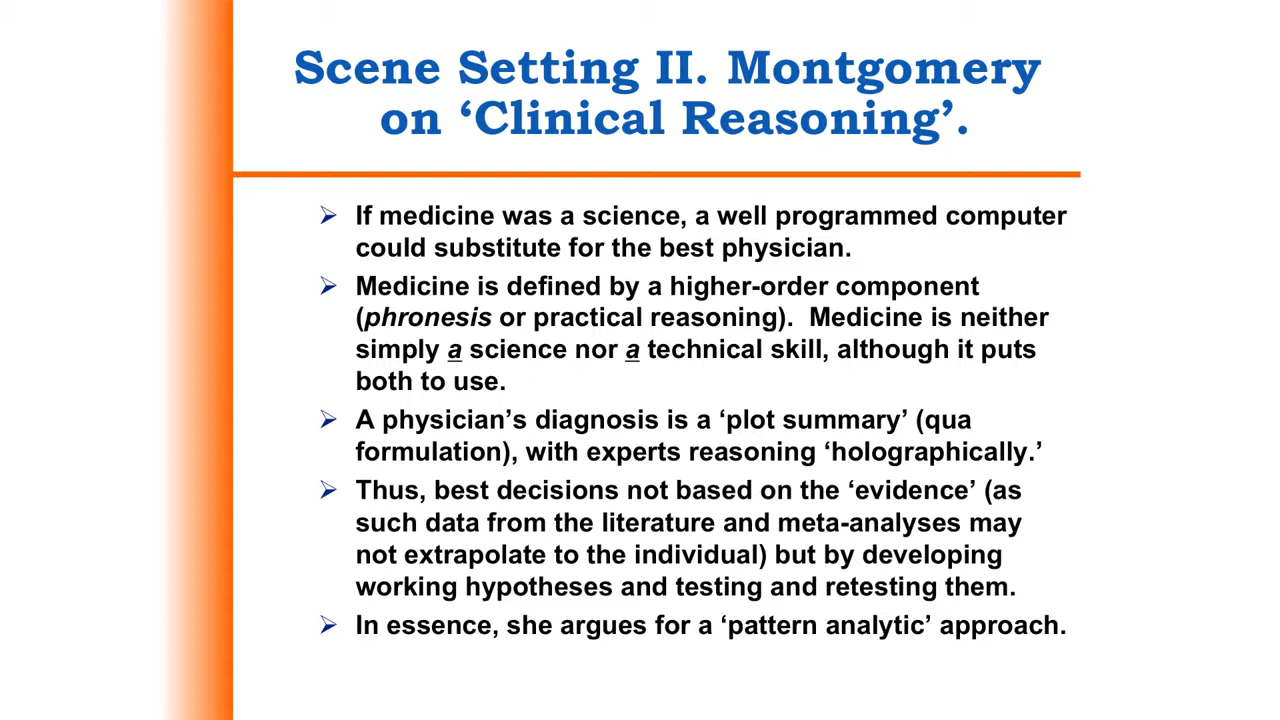 Scene Setting II. Montgomery
on ‘Clinical Reasoning’.
If medicine was a science, a well programmed computer
could substitute for the best physician.
Medicine is defined by a higher-order component
(phronesis or practical reasoning).  Medicine is neither
simply a science nor a technical skill, although it puts
both to use.
A physician’s diagnosis is a ‘plot summary’ (qua
formulation), with experts reasoning ‘holographically.’
Thus, best decisions not based on the ‘evidence’ (as
such data from the literature and meta-analyses may
not extrapolate to the individual) but by developing
working hypotheses and testing and retesting them.
In essence, she argues for a ‘pattern analytic’ approach.